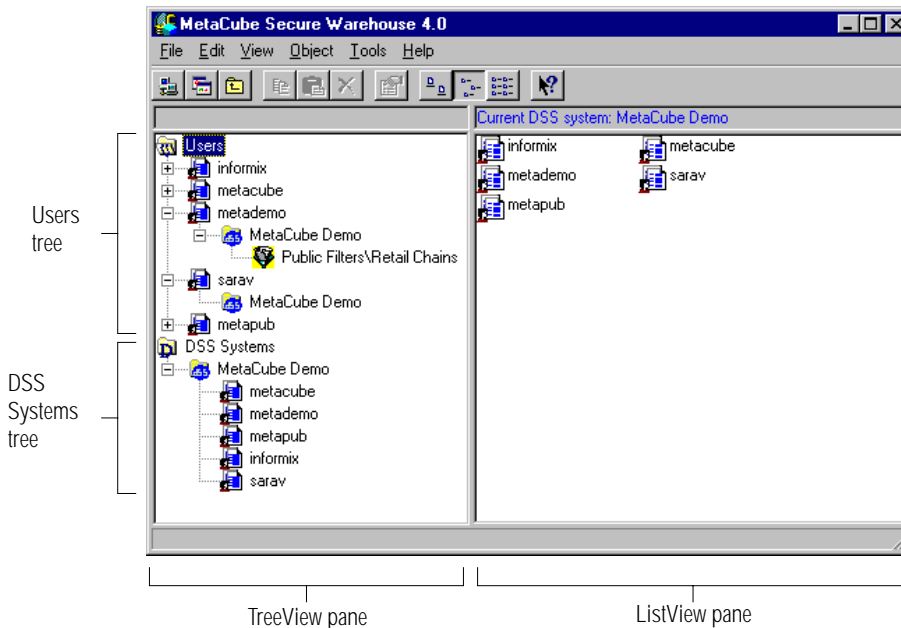 MetaCube Secure Warehouse 4.0
File Edit View Object Tools Help
Current DSS system: MetaCube Demo
Users
informix
metacube
metademo
MetaCube Demo
Public Filters\Retail Chains
sarav
MetaCube Demo
metapub
DSS Systems
MetaCube Demo
metacube
metademo
metapub
informix
sarav
informix
metacube
metademo
sarav
metapub
Users
tree
DSS
Systems
tree
TreeView pane
ListView pane